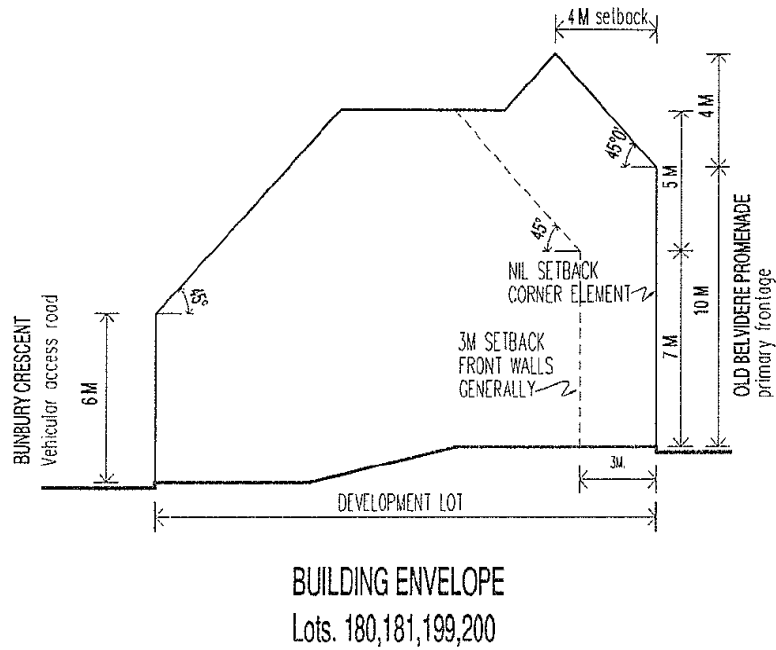 4M setback
4 M
45°0'
5 M
45°
NIL SETBACK
CORNER ELEMENT
10 M
OLD BELVIDERE PROMENADE
primary frontage
45°
3M SETBACK
FRONT WALLS
GENERALLY
7 M
BUNBURY CRESCENT
Vehicular access road
6 M
3M.
DEVELOPMENT LOT
BUILDING ENVELOPE
Lots. 180,181,199,200